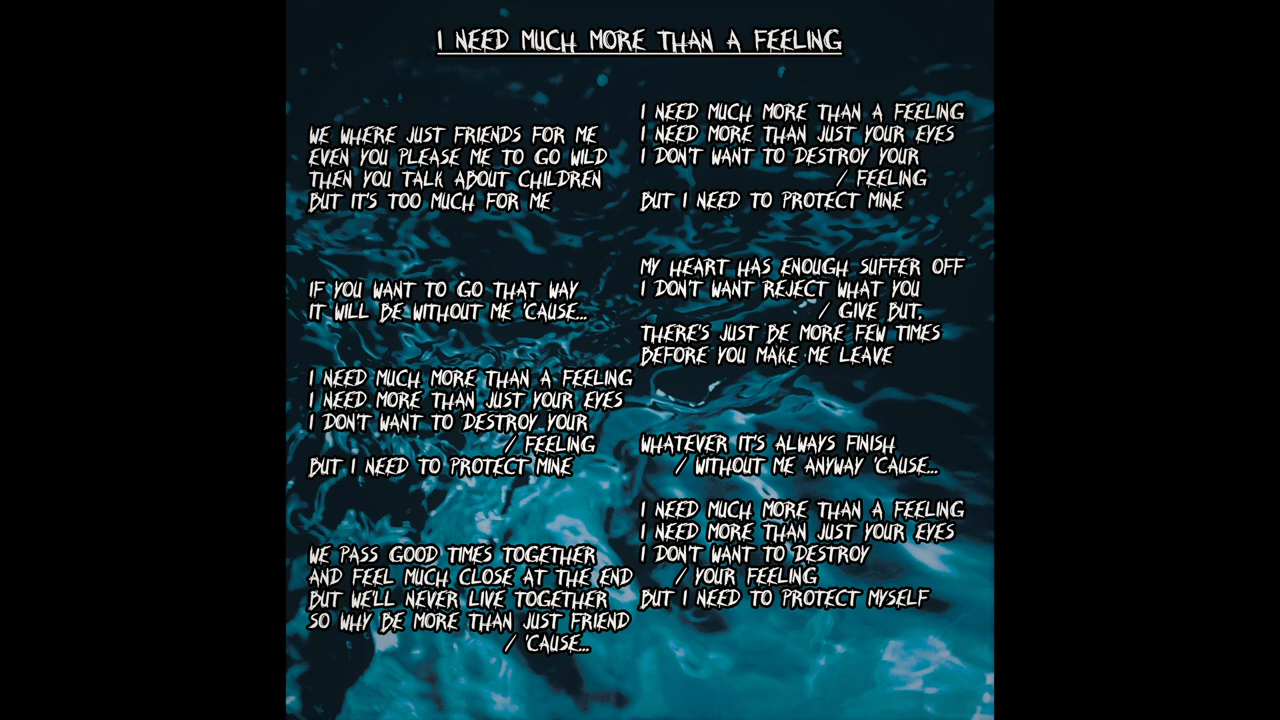 I NEED MUCH MORE THAN A FEELING
WE WHERE JUST FRIENDS FOR ME
EVEN YOU PLEASE ME TO GO WILD
THEN YOU TALK ABOUT CHILDREN
BUT IT'S TOO MUCH FOR ME
IF YOU WANT TO GO THAT WAY
IT WILL BE WITHOUT ME 'CAUSE...
I NEED MUCH MORE THAN A FEELING
I NEED MORE THAN JUST YOUR EYES
I DON'T WANT TO DESTROY YOUR
/ FEELING
BUT I NEED TO PROTECT MINE
WE PASS GOOD TIMES TOGETHER
AND FEEL MUCH CLOSE AT THE END
BUT WE'LL NEVER LIVE TOGETHER
SO WHY BE MORE THAN JUST FRIEND
/ 'CAUSE...
I NEED MUCH MORE THAN A FEELING
I NEED MORE THAN JUST YOUR EYES
I DON'T WANT TO DESTROY YOUR
/ FEELING
BUT I NEED TO PROTECT MINE
MY HEART HAS ENOUGH SUFFER OFF
I DON'T WANT REJECT WHAT YOU
/ GIVE BUT,
THERE'S JUST BE MORE FEW TIMES
BEFORE YOU MAKE ME LEAVE
WHATEVER IT'S ALWAYS FINISH
/ WITHOUT ME ANYWAY 'CAUSE...
I NEED MUCH MORE THAN A FEELING
I NEED MORE THAN JUST YOUR EYES
I DON'T WANT TO DESTROY
/ YOUR FEELING
BUT I NEED TO PROTECT MYSELF